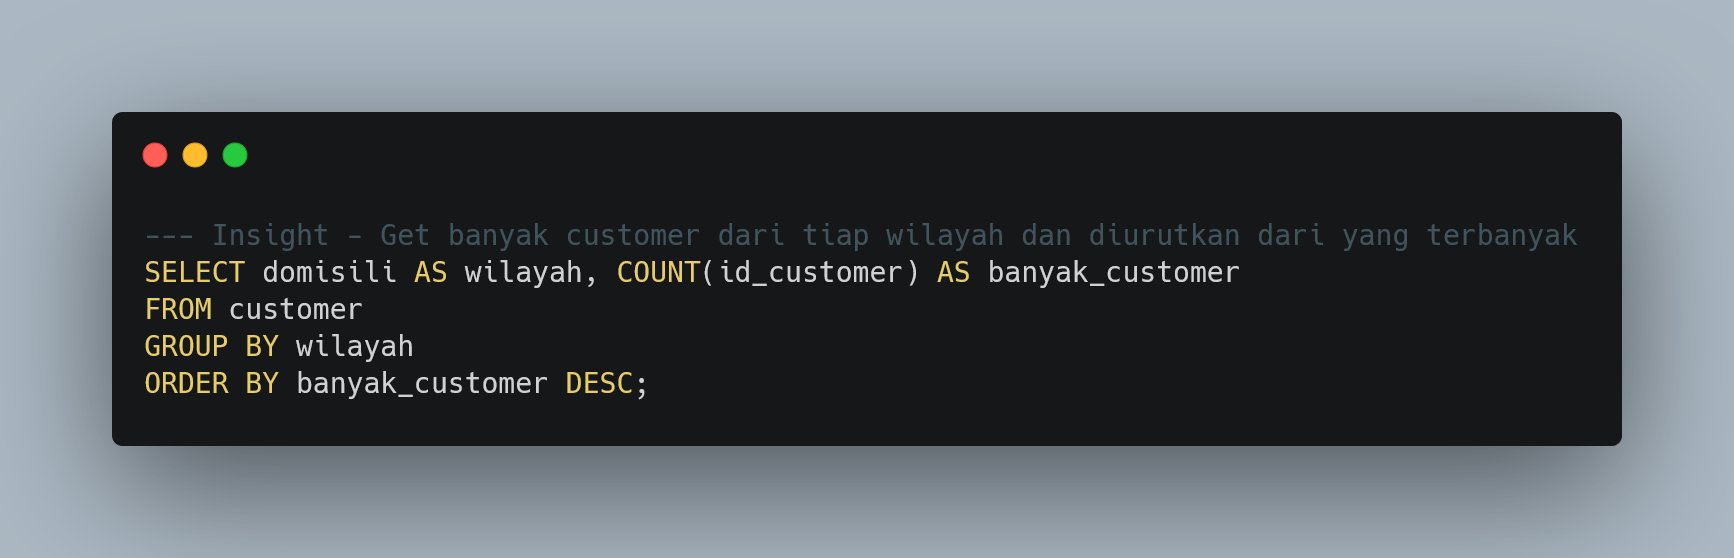 --- Insight - Get banyak customer dari tiap wilayah dan diurutkan dari yang terbanyak
SELECT domisili AS wilayah, COUNT(id_customer) AS banyak_customer
FROM customer
GROUP BY wilayah
ORDER BY banyak_customer DESC;